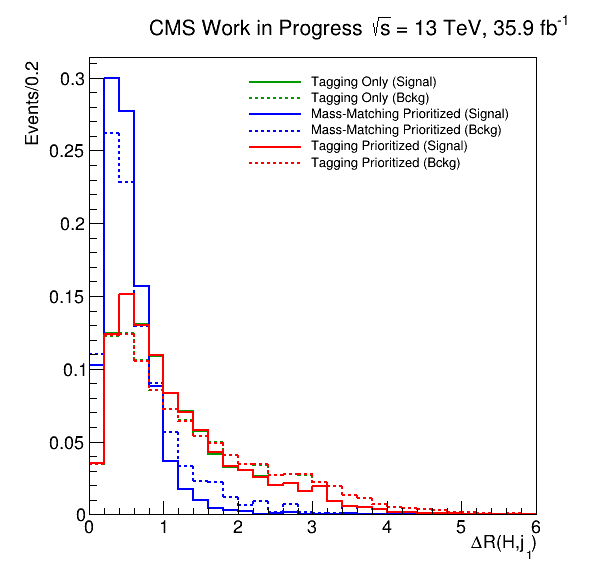 CMS Work in Progress √s = 13 TeV, 35.9 fb⁻¹
Events/0.2
0.3
0.25
0.2
0.15
0.1
0.05
0
Tagging Only (Signal)
Tagging Only (Bckg)
Mass-Matching Prioritized (Signal)
Mass-Matching Prioritized (Bckg)
Tagging Prioritized (Signal)
Tagging Prioritized (Bckg)
0 1 2 3 4 5 6
ΔR(H,j₁)